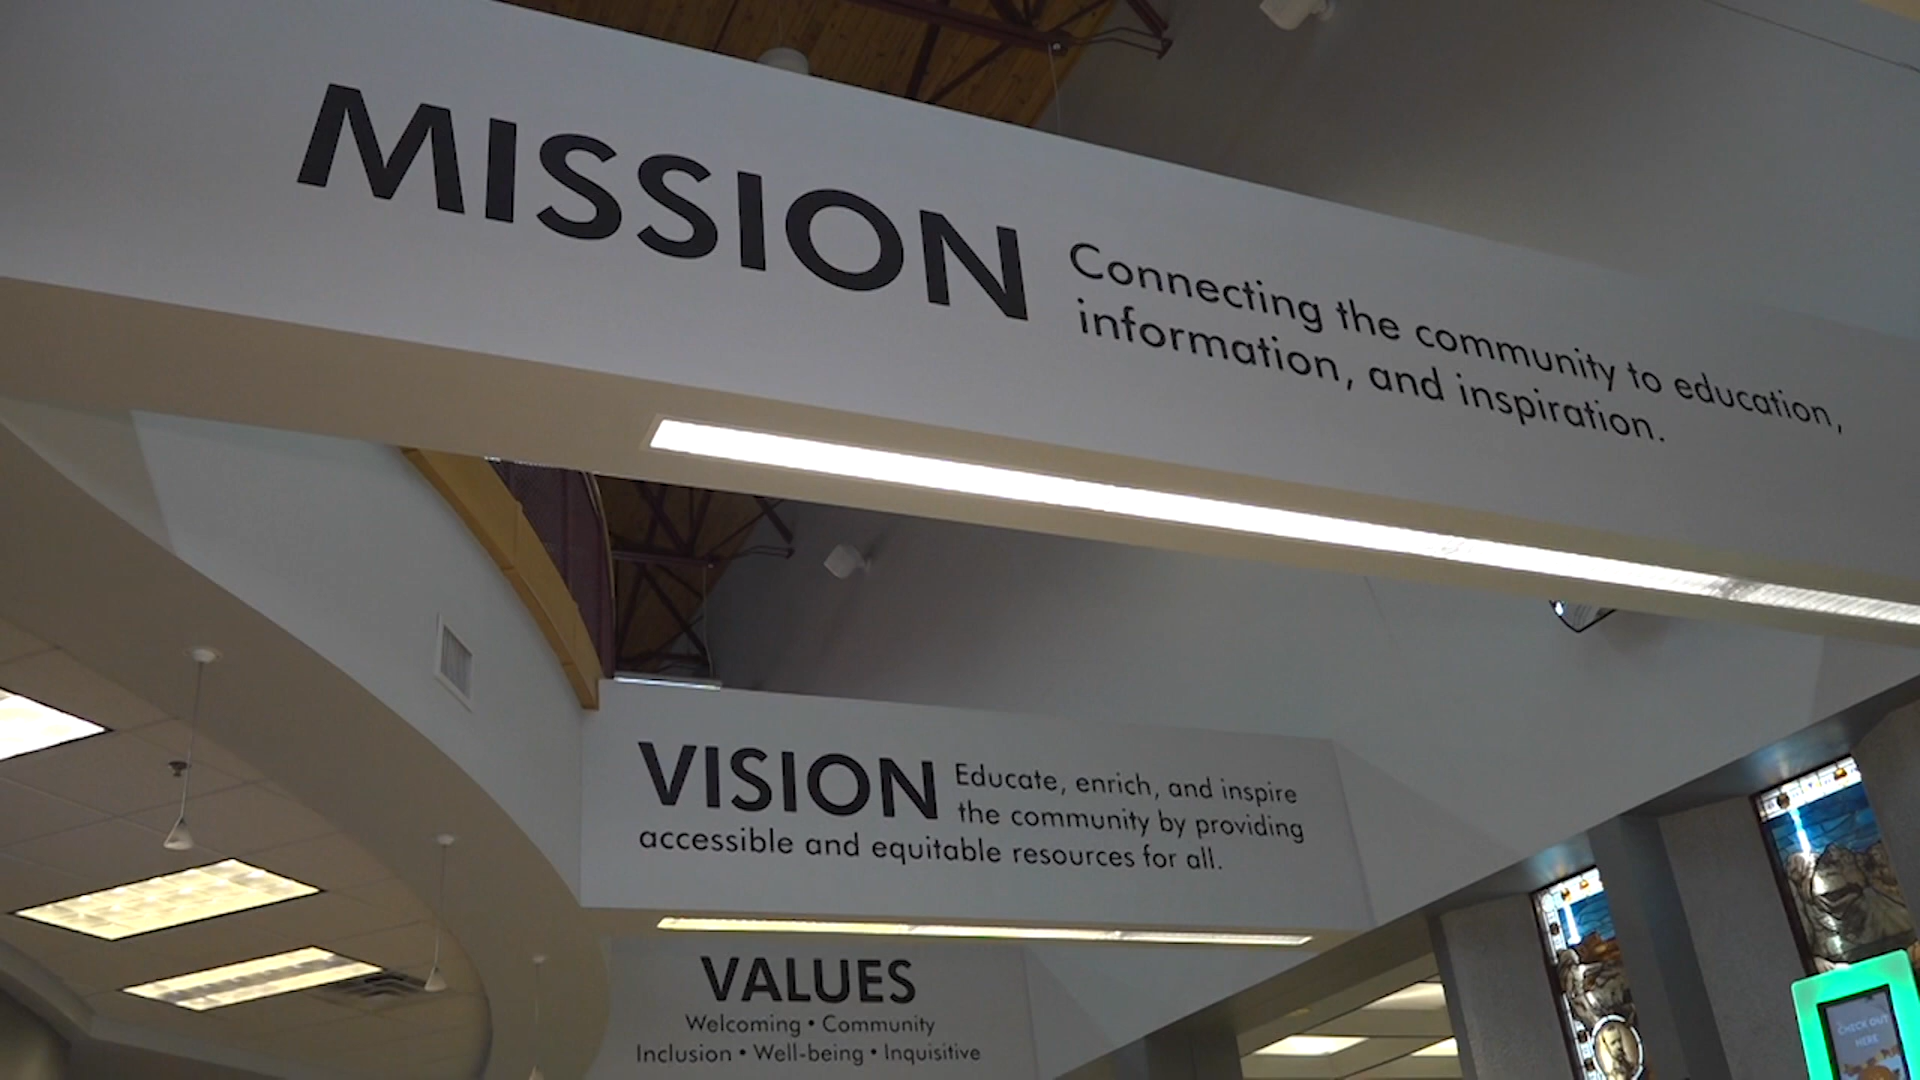 MISSION
Connecting the community to education,
information, and inspiration.
VISION
Educate, enrich, and inspire
the community by providing
accessible and equitable resources for all.
VALUES
Welcoming • Community
Inclusion • Well-being • Inquisitive
CHECK OUT
HERE